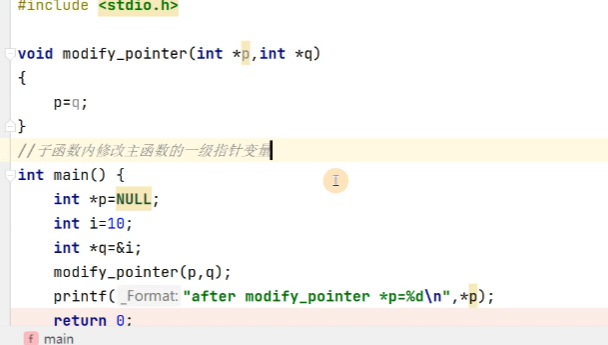 #include <stdio.h>
void modify_pointer(int *p,int *q)
{
    p=q;
}
//子函数内修改主函数的一级指针变量
int main() {
    int *p=NULL;
    int i=10;
    int *q=&i;
    modify_pointer(p,q);
    printf( _Format: "after modify_pointer *p=%d\n",*p);
    return 0;
f main